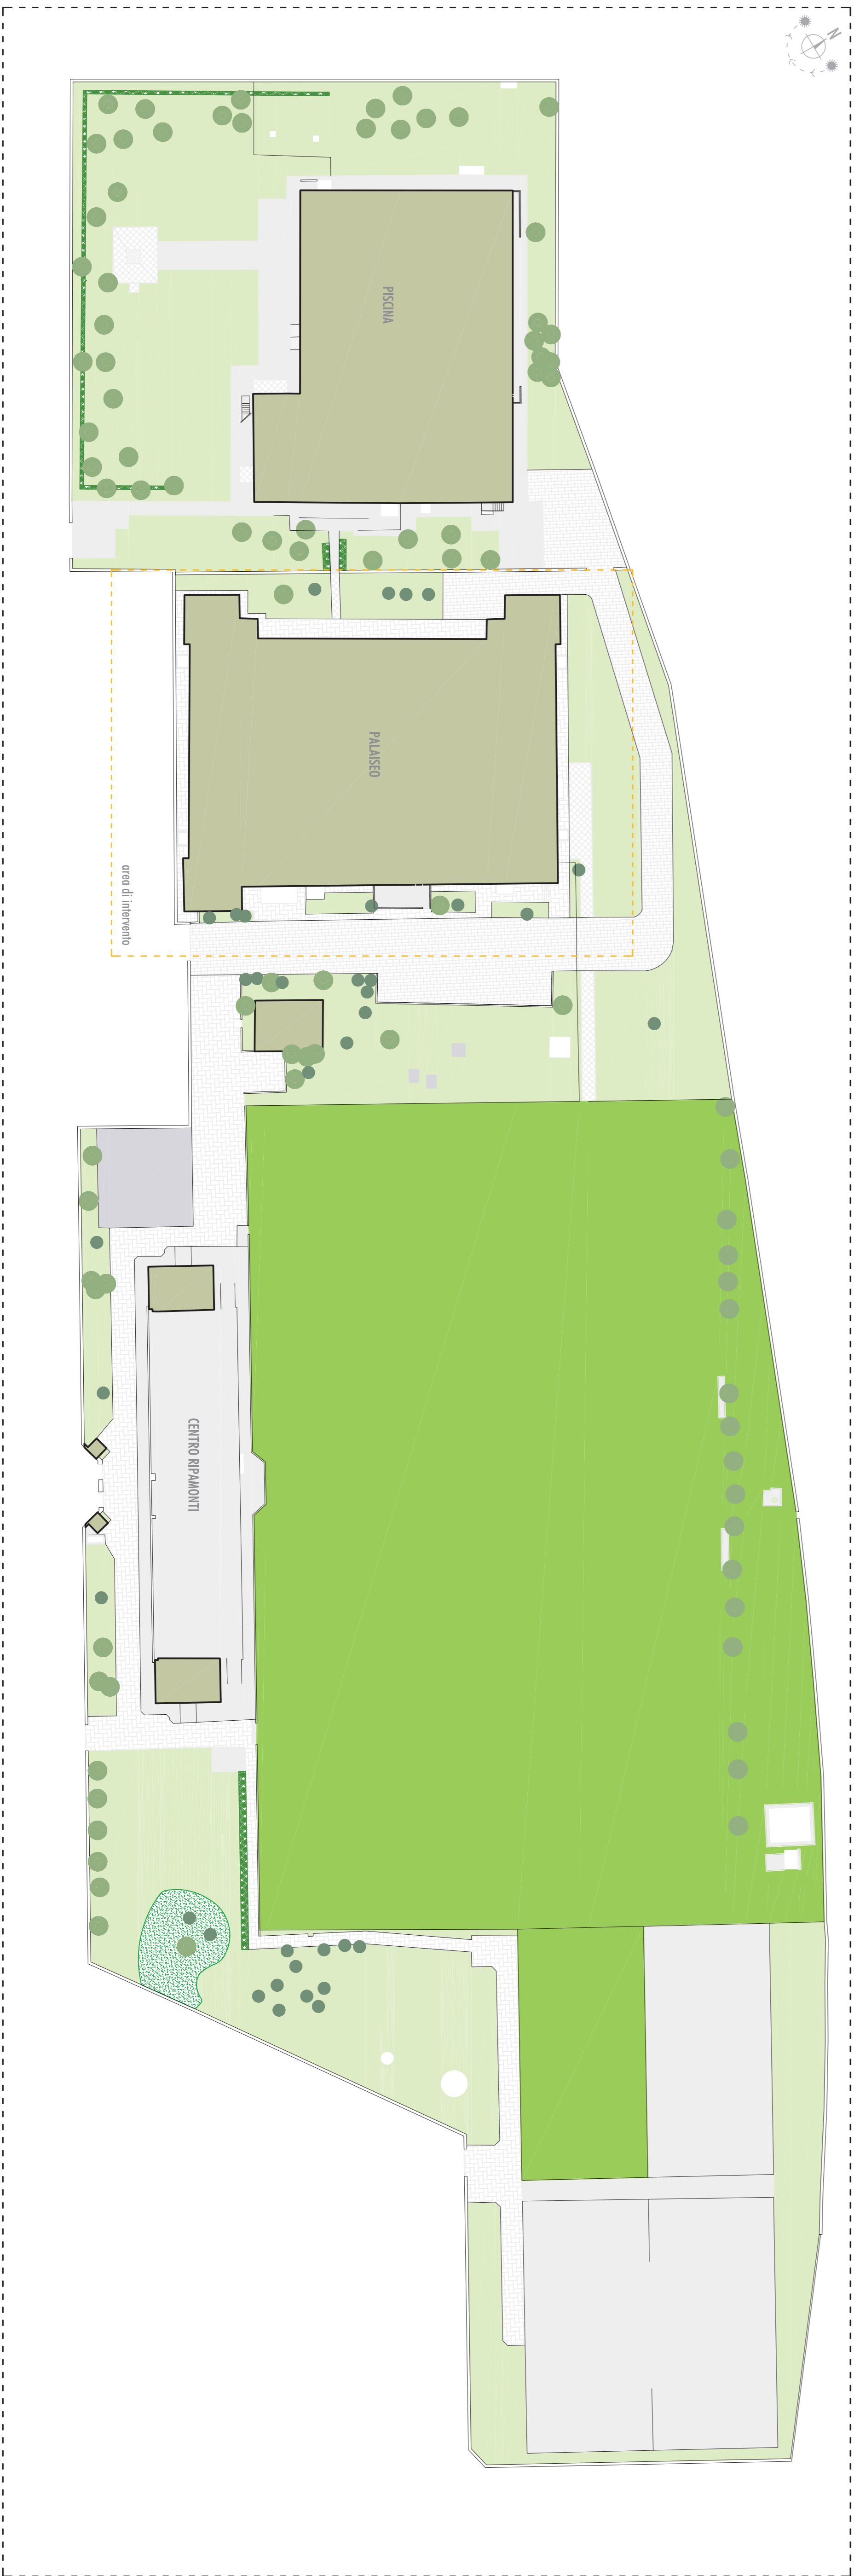 N
PISCINA
PALAISEO
area di intervento
CENTRO RIPAMONTI